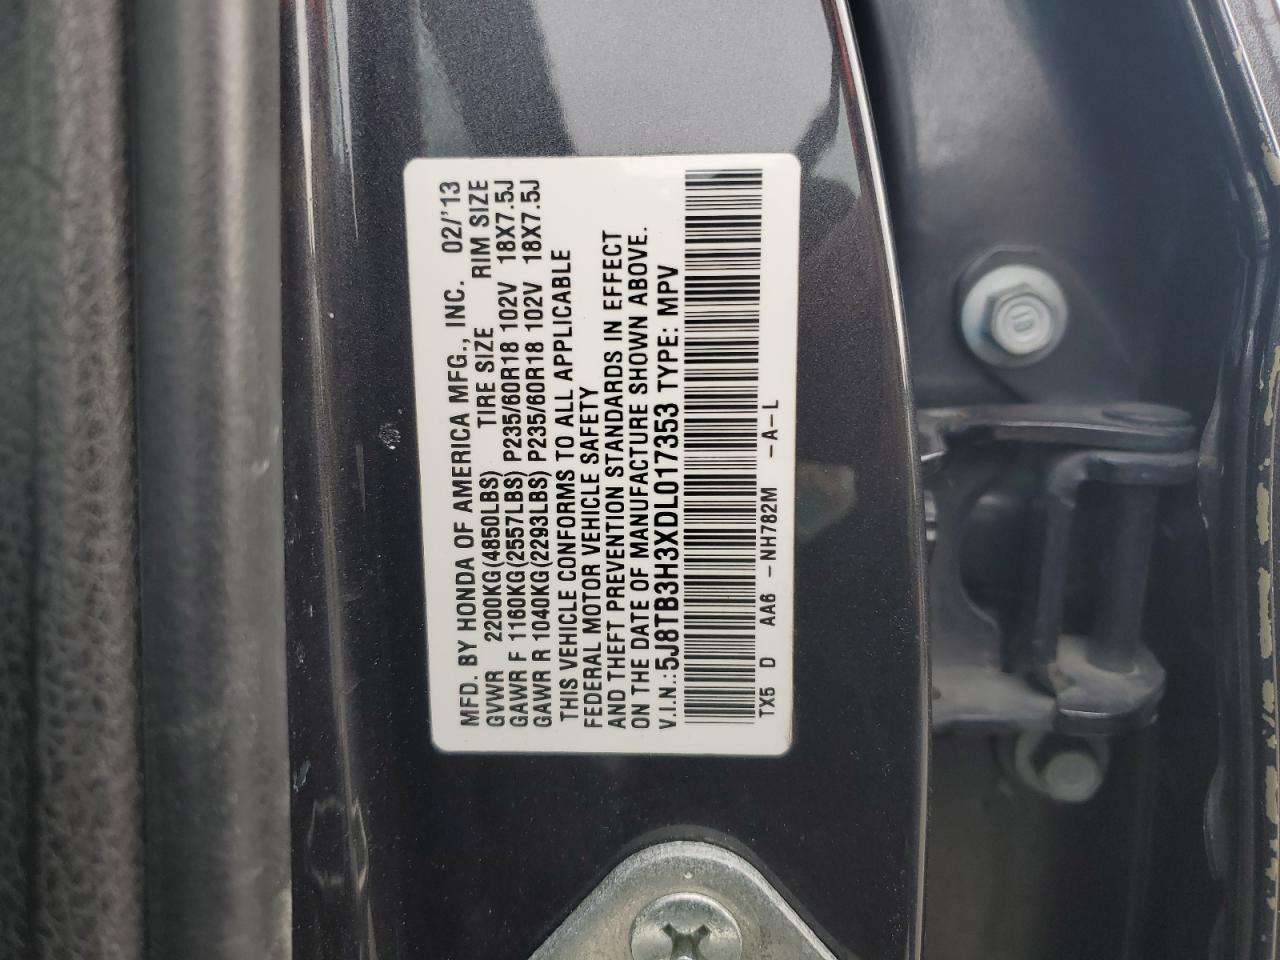 MFD. BY HONDA OF AMERICA MFG., INC. 02/'13
GVWR 2200KG(4850LBS) TIRE SIZE RIM SIZE
GAWR F 1160KG(2557LBS) P235/60R18 102V 18X7.5J
GAWR R 1040KG(2293LBS) P235/60R18 102V 18X7.5J
THIS VEHICLE CONFORMS TO ALL APPLICABLE
FEDERAL MOTOR VEHICLE SAFETY
AND THEFT PREVENTION STANDARDS IN EFFECT
ON THE DATE OF MANUFACTURE SHOWN ABOVE.
V.I.N.:5J8TB3H3XDL017353 TYPE: MPV
TX5 D AA6 -NH782M -A-L